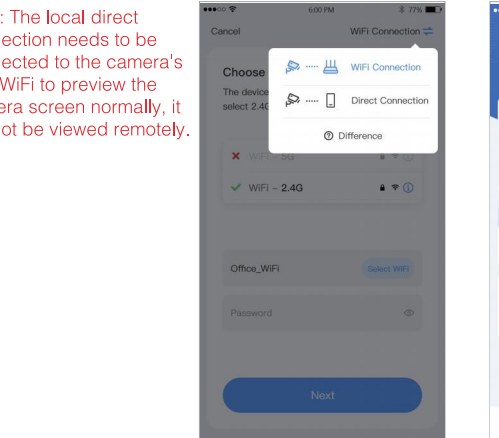 : The local direct
ection needs to be
ected to the camera's
WiFi to preview the
era screen normally, it
ot be viewed remotely.
6:00 PM
77%
Cancel
WiFi Connection
Choose
The device
select 2.4G
WiFi Connection
Direct Connection
Difference
WiFi - 5G
WiFi – 2.4G
Office_WiFi
Select WiFi
Password
Next